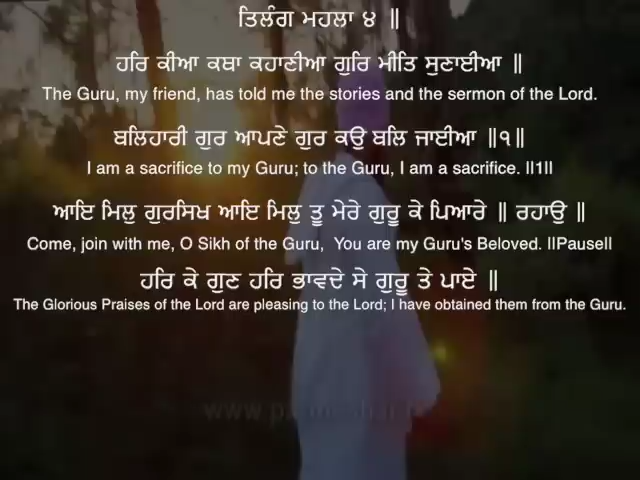 ਤਿਲੰਗ ਮਹਲਾ ੪ ॥
ਹਰਿ ਕੀਆ ਕਥਾ ਕਹਾਣੀਆ ਗੁਰਿ ਮੀਤਿ ਸੁਣਾਈਆ ॥
The Guru, my friend, has told me the stories and the sermon of the Lord.
ਬਲਿਹਾਰੀ ਗੁਰ ਆਪਣੇ ਗੁਰ ਕਉ ਬਲਿ ਜਾਈਆ ॥੧॥
I am a sacrifice to my Guru; to the Guru, I am a sacrifice. ll1ll
ਆਇ ਮਿਲੁ ਗੁਰਸਿਖ ਆਇ ਮਿਲੁ ਤੂ ਮੇਰੇ ਗੁਰੂ ਕੇ ਪਿਆਰੇ ॥ ਰਹਾਉ ॥
Come, join with me, O Sikh of the Guru, You are my Guru's Beloved. llPausell
ਹਰਿ ਕੇ ਗੁਣ ਹਰਿ ਭਾਵਦੇ ਸੇ ਗੁਰੂ ਤੇ ਪਾਏ ॥
The Glorious Praises of the Lord are pleasing to the Lord; I have obtained them from the Guru.